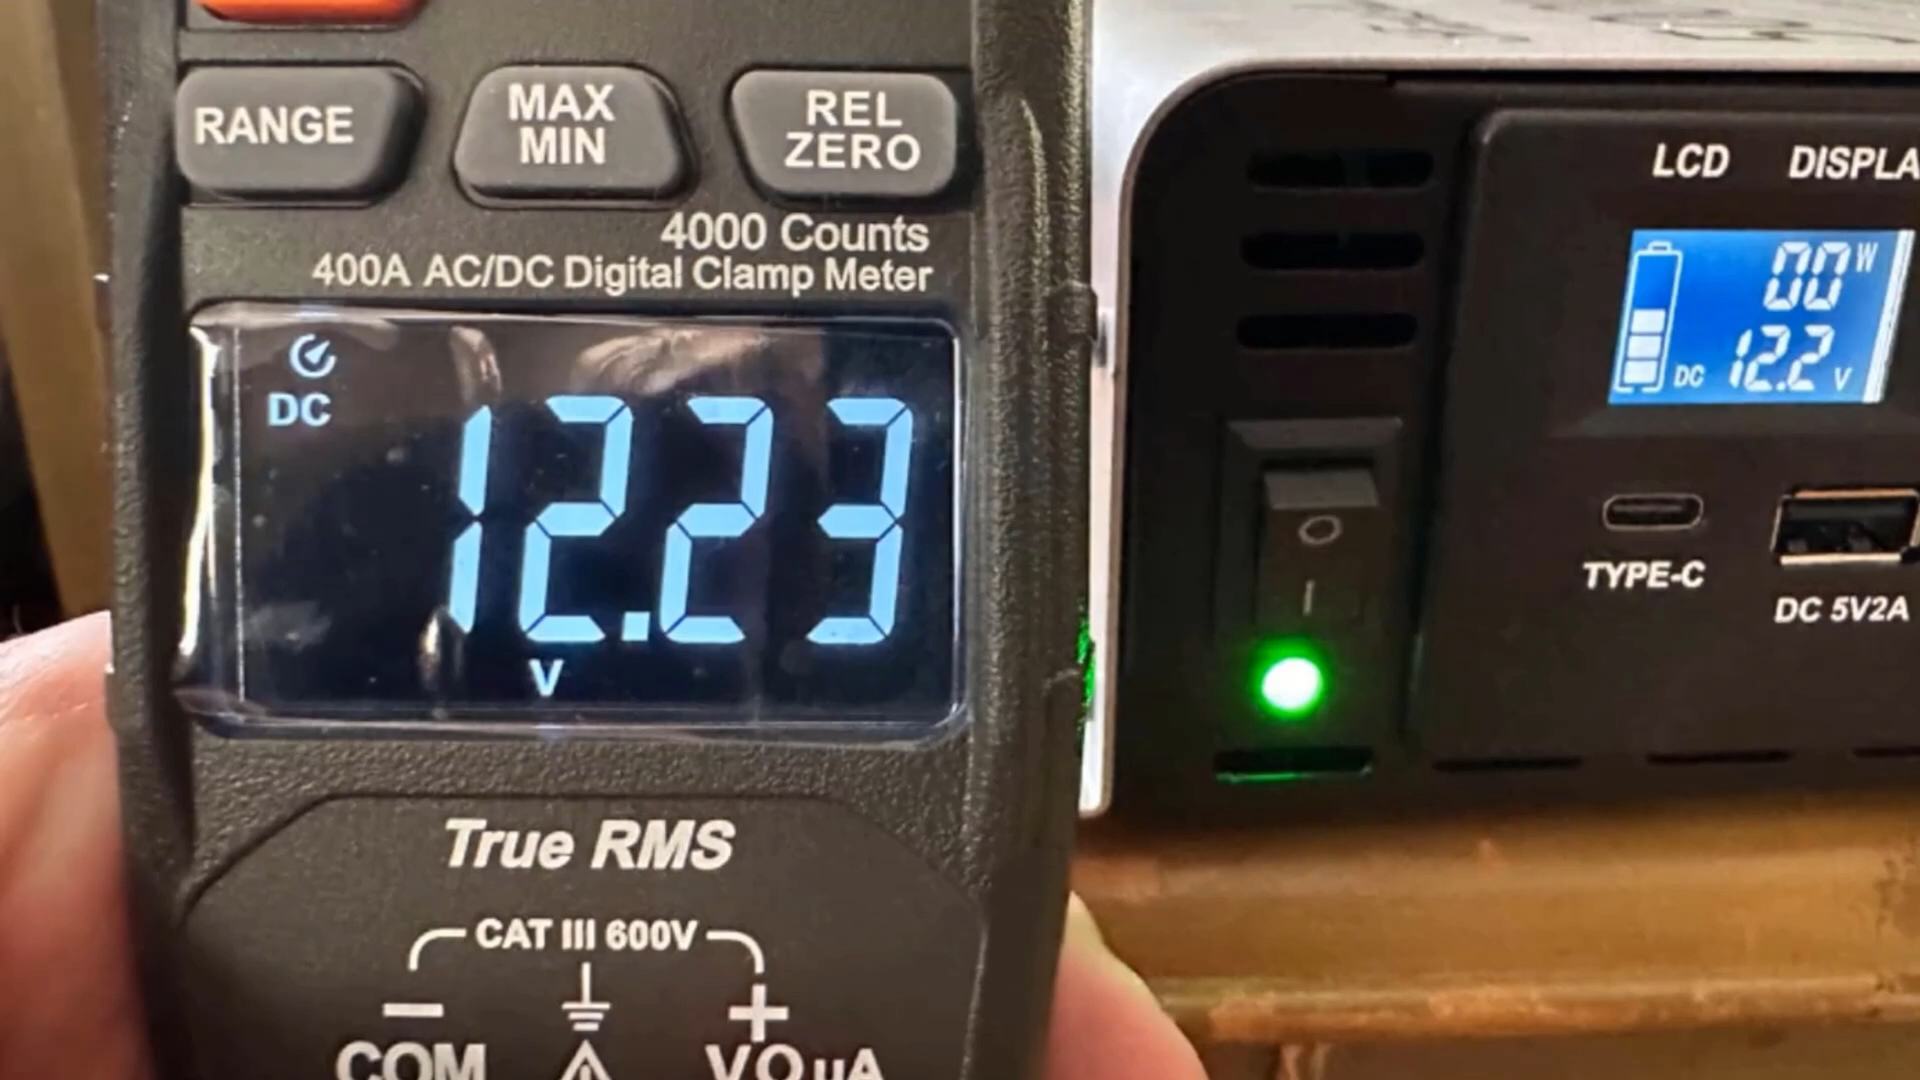 RANGE
MAX
MIN
REL
ZERO
4000 Counts
400A AC/DC Digital Clamp Meter
DC
12.23
V
True RMS
CAT III 600V
COM
VΩµA
LCD DISPLA
00 W
DC 12.2 V
TYPE-C
DC 5V2A